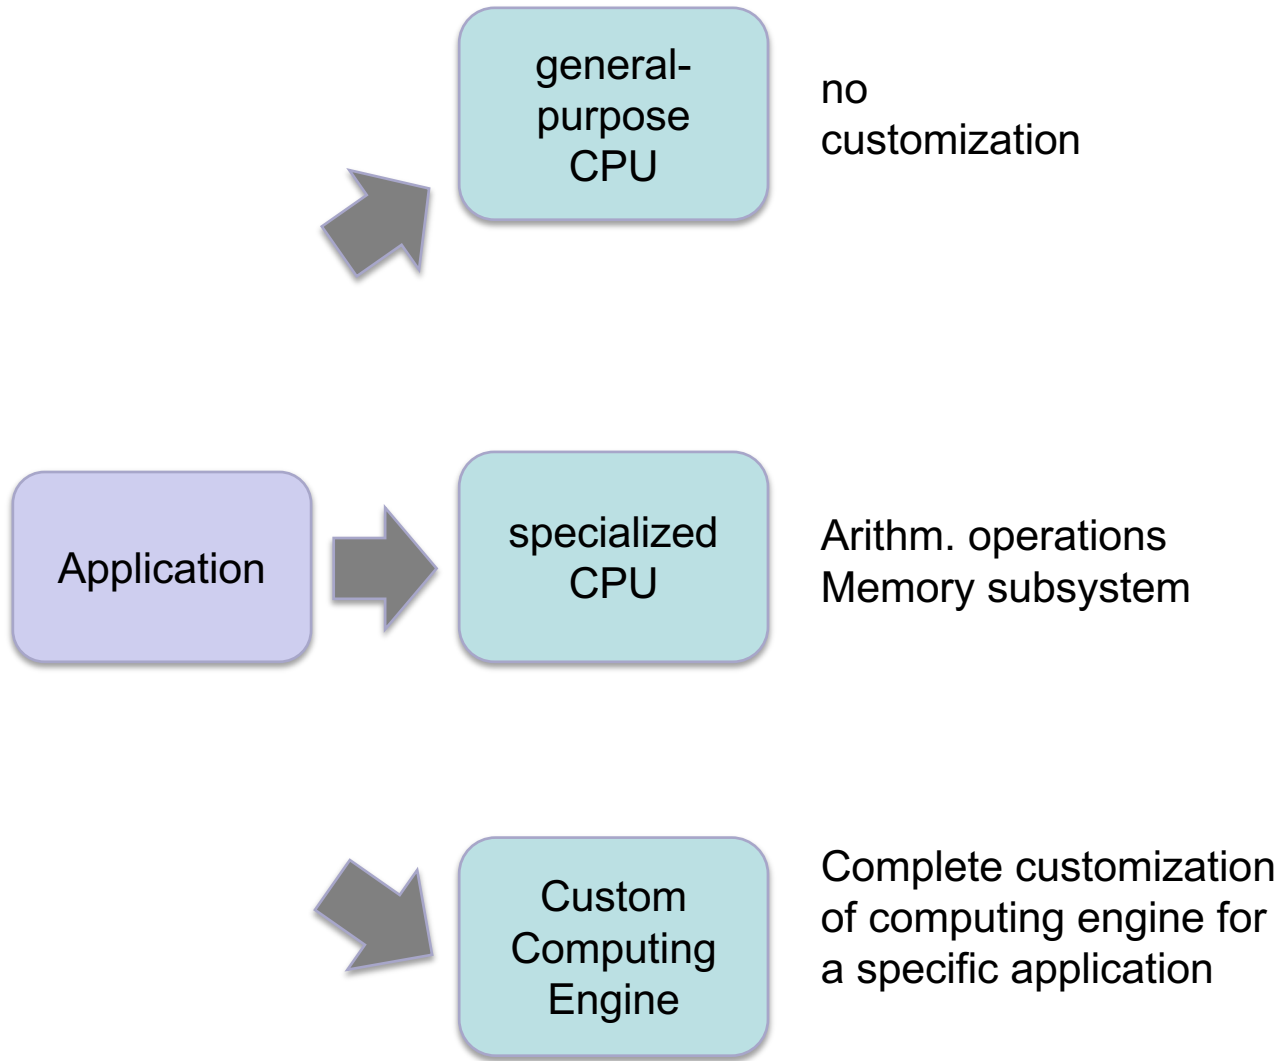 general-
purpose
CPU
no
customization
Application
specialized
CPU
Arithm. operations
Memory subsystem
Custom
Computing
Engine
Complete customization
of computing engine for
a specific application